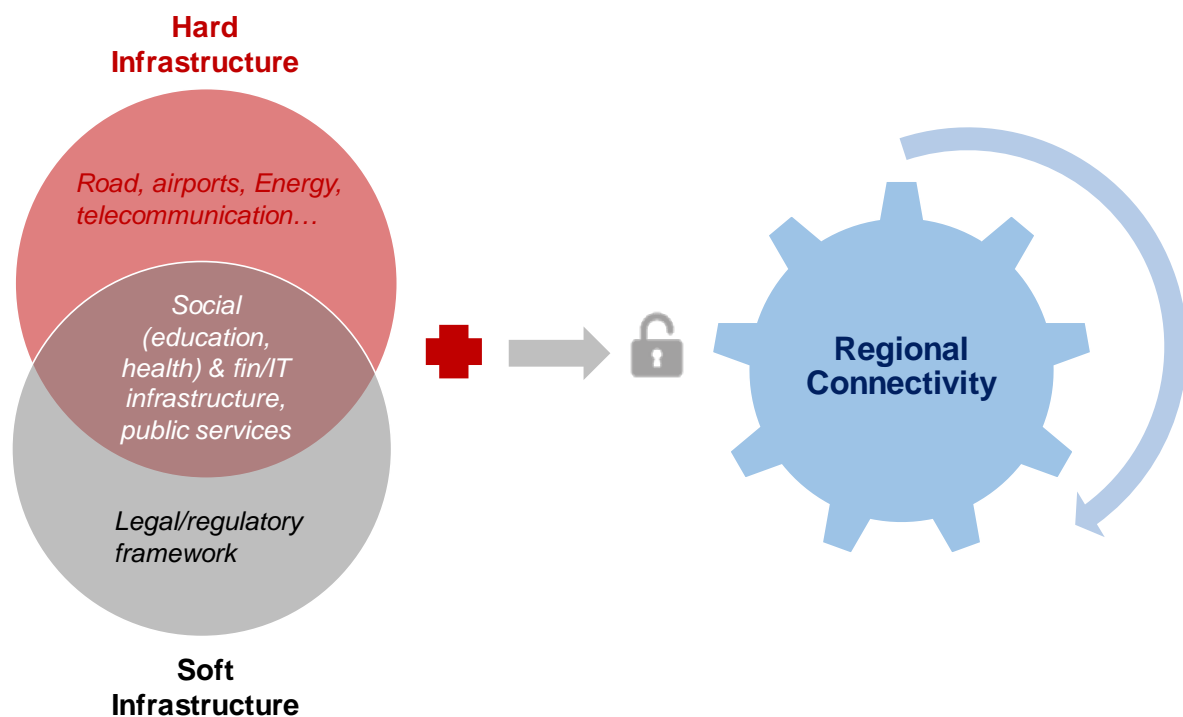 Hard
Infrastructure
Road, airports, Energy,
telecommunication…
Social
(education,
health) & fin/IT
infrastructure,
public services
Legal/regulatory
framework
Soft
Infrastructure
Regional
Connectivity